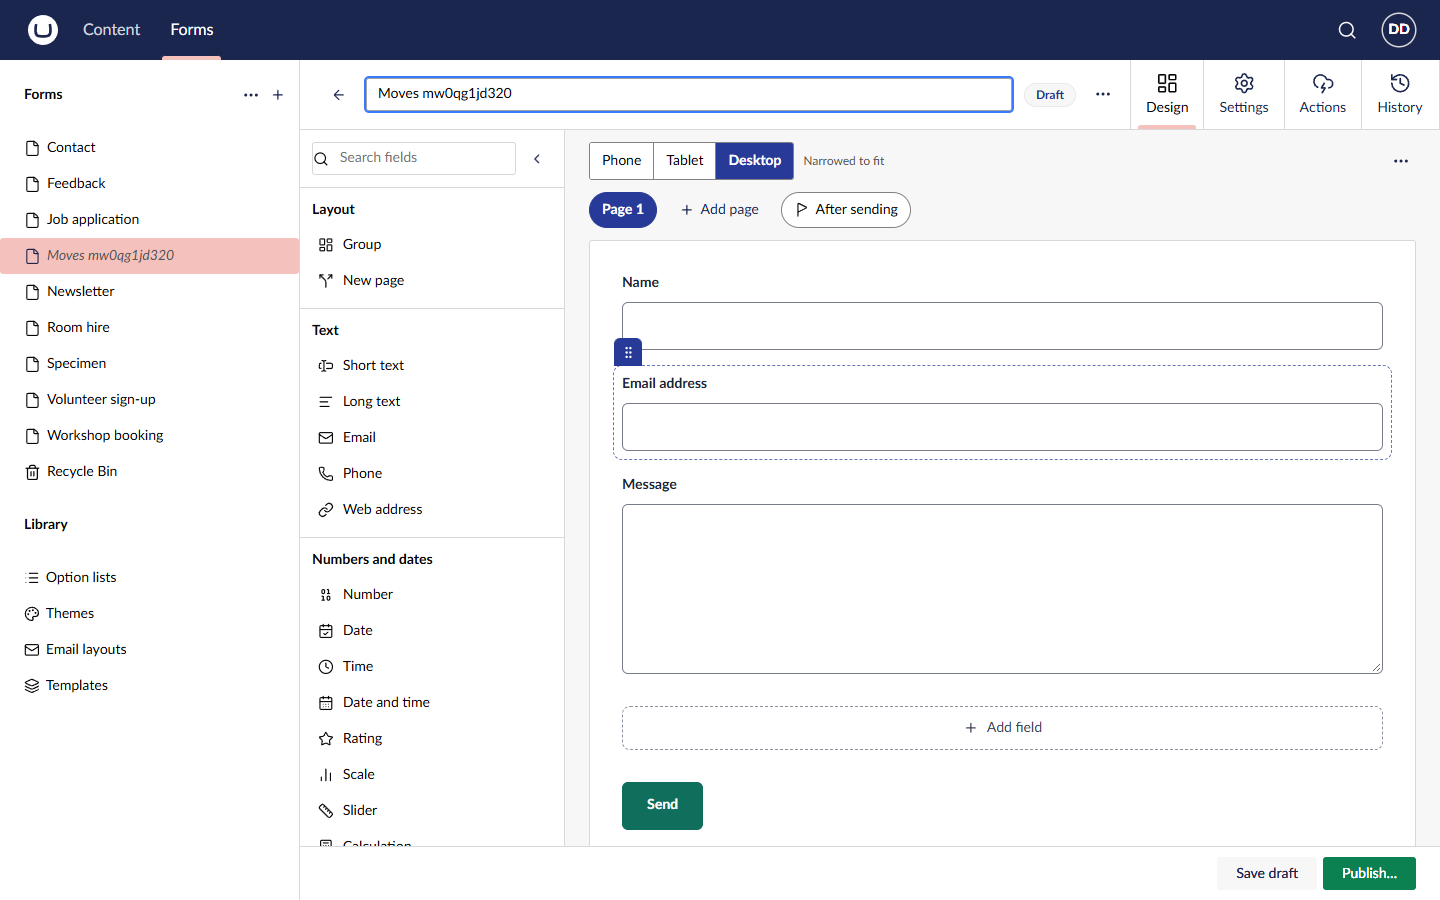 Content
Forms
DD
Forms
Contact
Feedback
Job application
Moves mw0qg1jd320
Newsletter
Room hire
Specimen
Volunteer sign-up
Workshop booking
Recycle Bin
Library
Option lists
Themes
Email layouts
Templates
Moves mw0qg1jd320
Draft
Design
Settings
Actions
History
Search fields
Layout
Group
New page
Text
Short text
Long text
Email
Phone
Web address
Numbers and dates
Number
Date
Time
Date and time
Rating
Scale
Slider
Calculation
Phone
Tablet
Desktop
Narrowed to fit
Page 1
Add page
After sending
Name
Email address
Message
Add field
Send
Save draft
Publish...